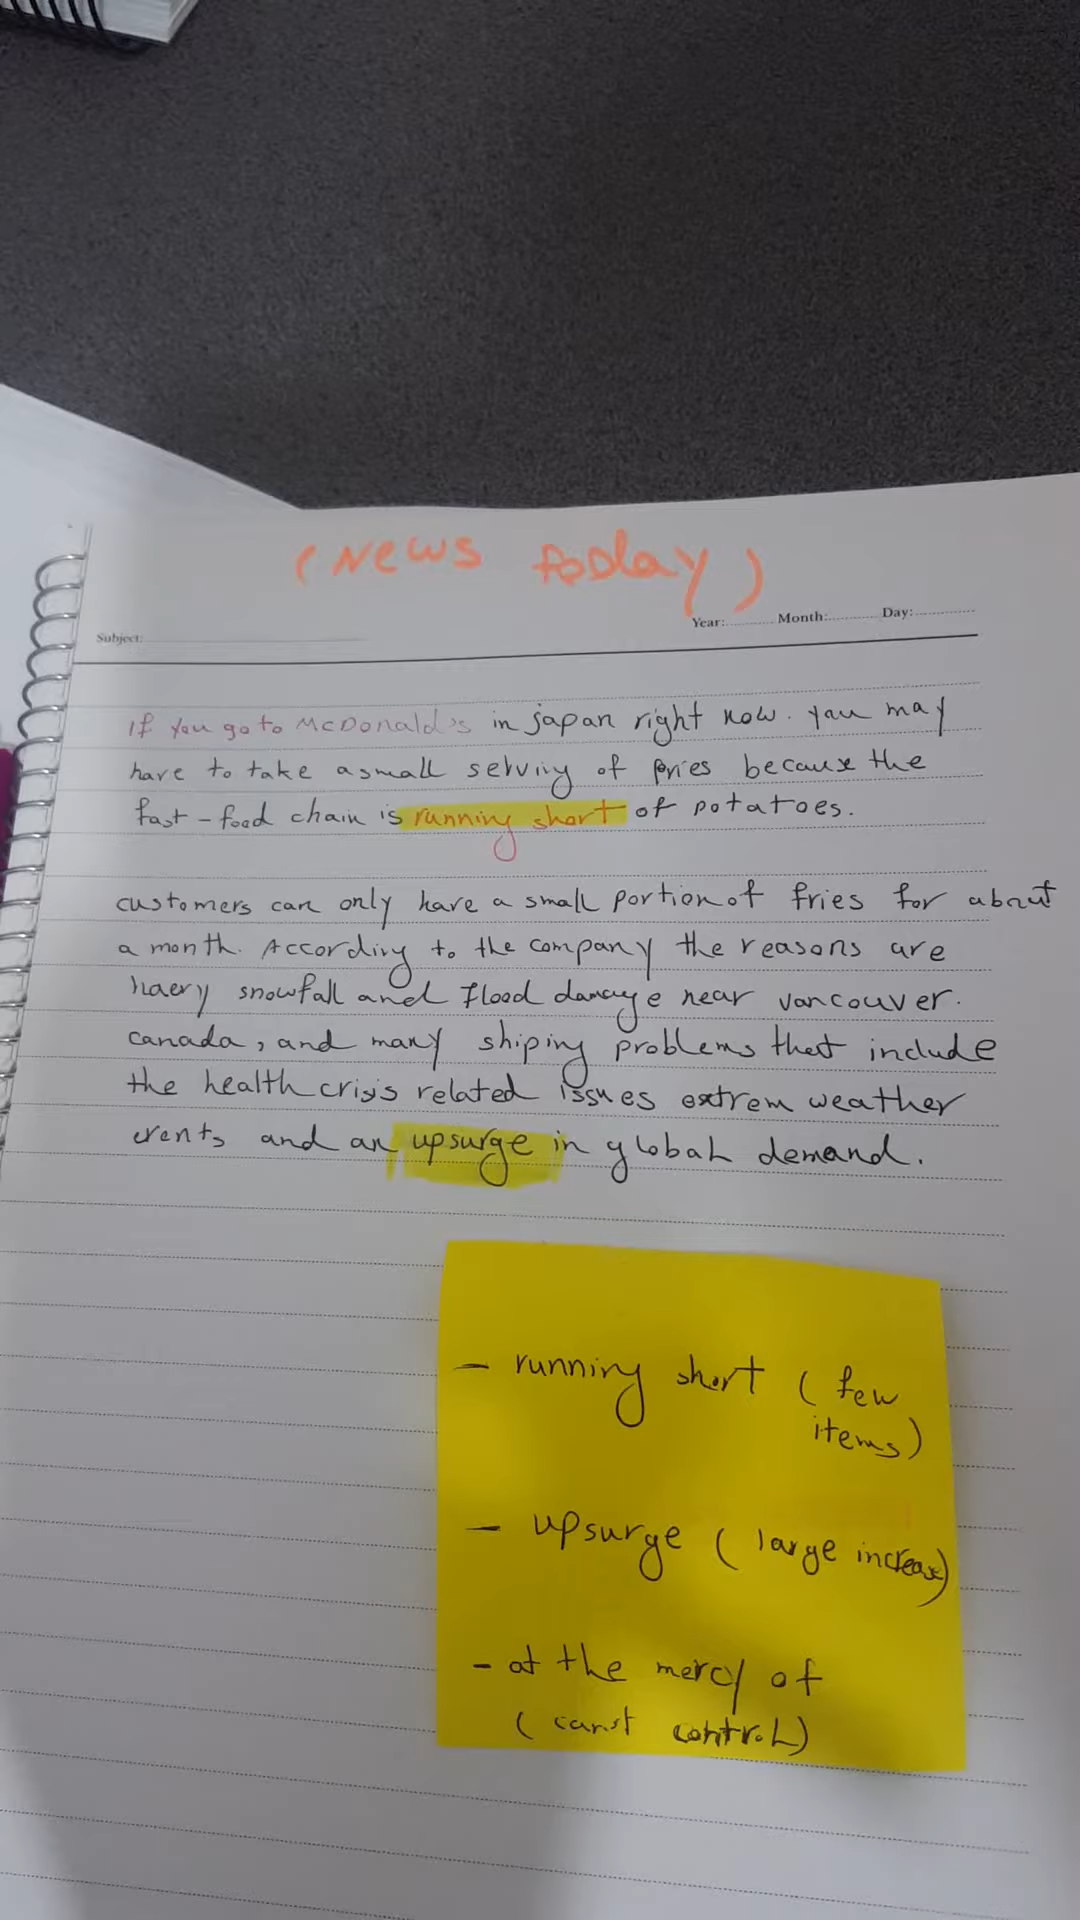 (News today)
Year:............ Month:............ Day:...............
Subject:
If you go to McDonald's in japan right now. you may
have to take a small serving of fries because the
fast-food chain is running short of potatoes.
customers can only have a small portion of fries for about
a month. According to the company the reasons are
haevy snowfall and flood damage near vancouver.
canada, and many shiping problems that include
the health crisis related issues extrem weather
events and an upsurge in global demand.
- running short (few
items)
- upsurge (large increase)
- at the mercy of
(can't control)